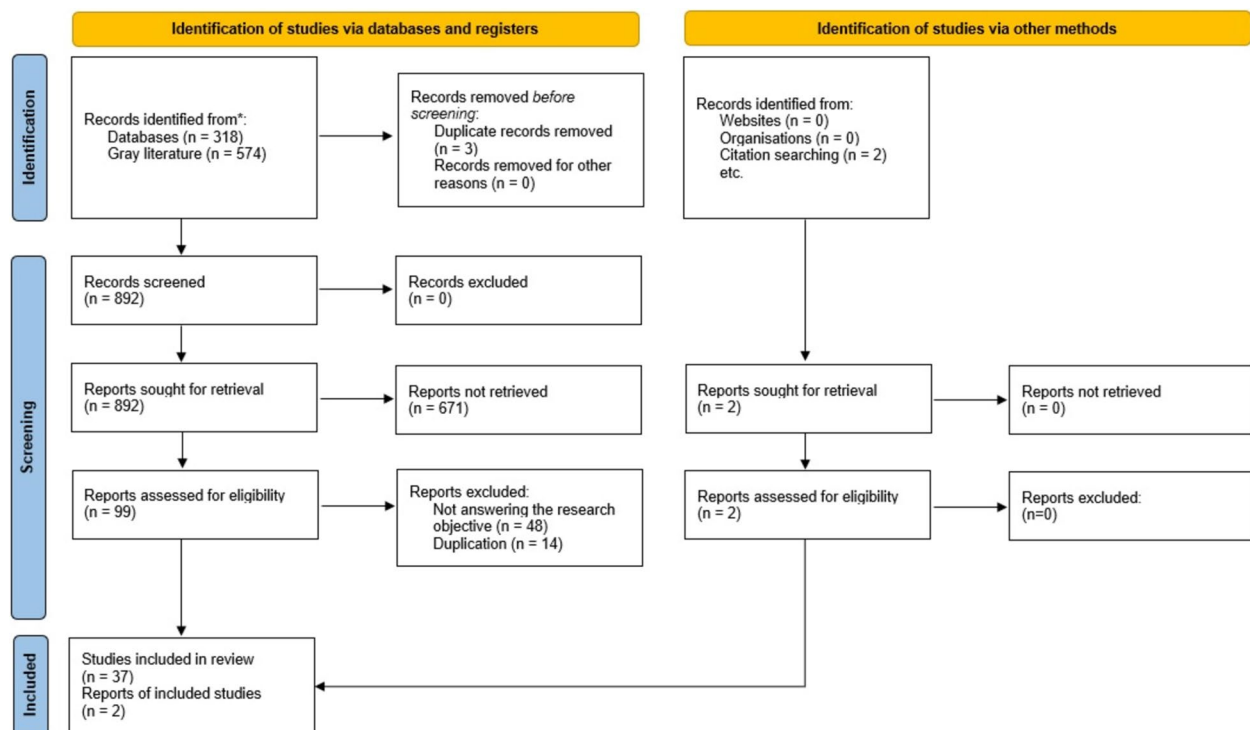 Identification of studies via databases and registers
Identification of studies via other methods
Identification
Records identified from*:
Databases (n = 318)
Gray literature (n = 574)
Records removed before
screening:
Duplicate records removed
(n = 3)
Records removed for other
reasons (n = 0)
Records identified from:
Websites (n = 0)
Organisations (n = 0)
Citation searching (n = 2)
etc.
Screening
Records screened
(n = 892)
Records excluded
(n = 0)
Reports sought for retrieval
(n = 892)
Reports not retrieved
(n = 671)
Reports sought for retrieval
(n = 2)
Reports not retrieved
(n = 0)
Reports assessed for eligibility
(n = 99)
Reports excluded:
Not answering the research
objective (n = 48)
Duplication (n = 14)
Reports assessed for eligibility
(n = 2)
Reports excluded:
(n=0)
Included
Studies included in review
(n = 37)
Reports of included studies
(n = 2)